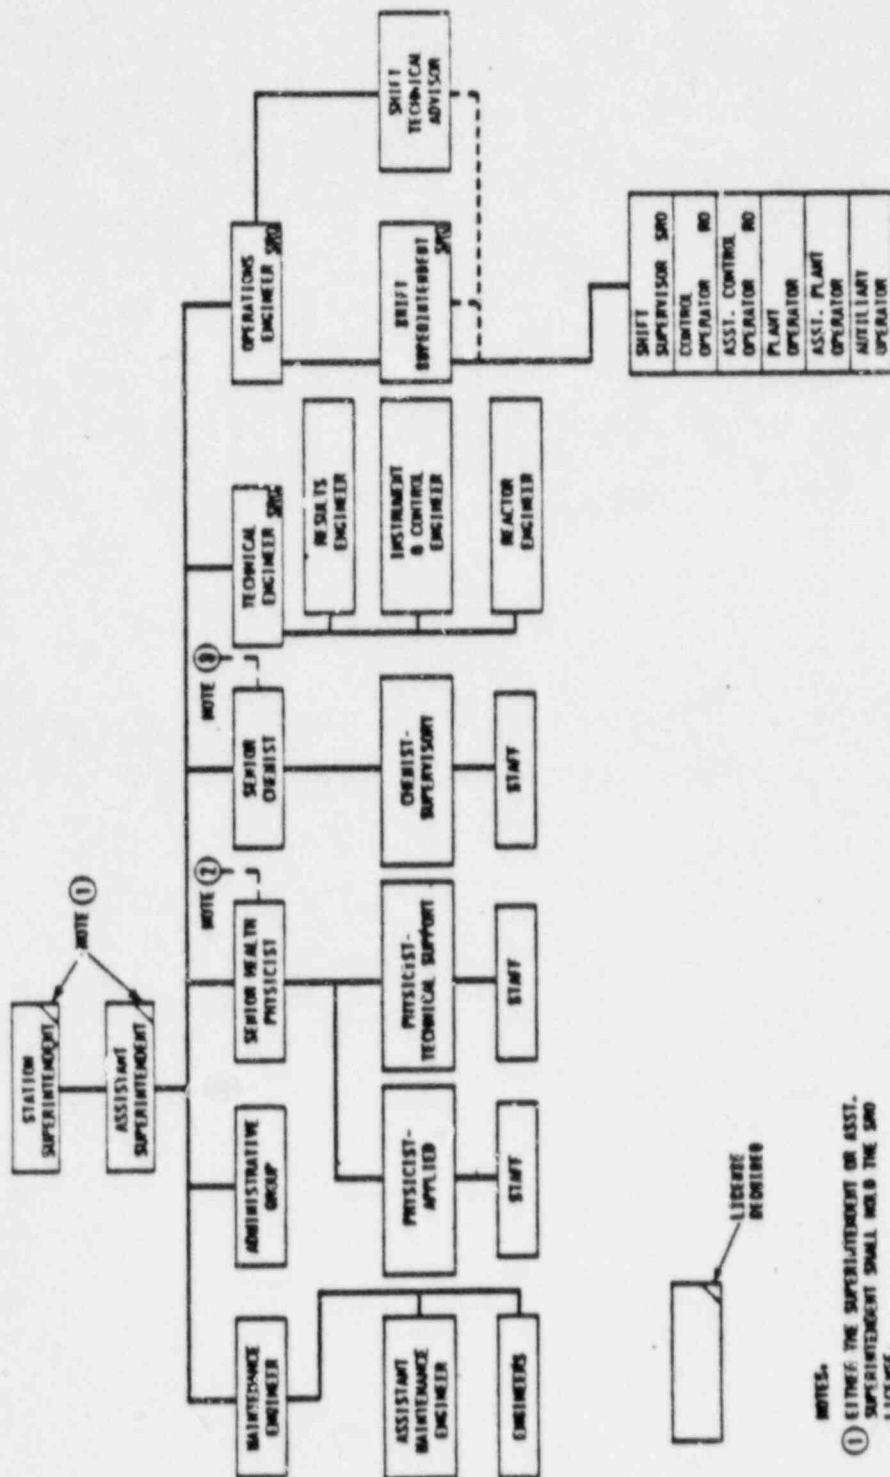 STATION
SUPERINTENDENT
NOTE ①
ASSISTANT
SUPERINTENDENT
MAINTENANCE
ENGINEER
ADMINISTRATIVE
GROUP
SENIOR HEALTH
PHYSICIST
NOTE ②
SENIOR
CHEMIST
NOTE ③
TECHNICAL
ENGINEER SRO
OPERATIONS
ENGINEER SRO
RESULTS
ENGINEER
ASSISTANT
MAINTENANCE
ENGINEER
PHYSICIST-
APPLIED
PHYSICIST-
TECHNICAL SUPPORT
CHEMIST-
SUPERVISORY
INSTRUMENT
& CONTROL
ENGINEER
SHIFT
SUPERINTENDENT
SRO
SHIFT
TECHNICAL
ADVISOR
ENGINEERS
STAFF
STAFF
STAFF
REACTOR
ENGINEER
SHIFT
SUPERVISOR SRO
CONTROL
OPERATOR RO
ASST. CONTROL
OPERATOR RO
PLANT
OPERATOR
ASST. PLANT
OPERATOR
AUXILIARY
OPERATOR
LICENSE
REQUIRED
NOTES.
① EITHER THE SUPERINTENDENT OR ASST.
SUPERINTENDENT SHALL HOLD THE SRO
LICENSE.